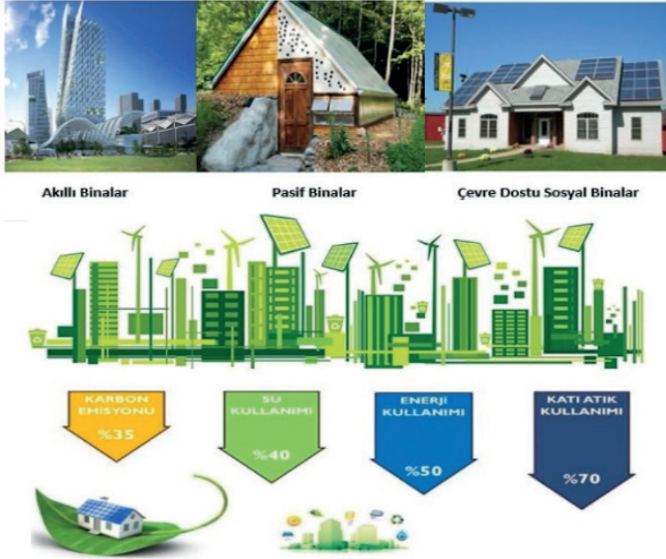 Akıllı Binalar
Pasif Binalar
Çevre Dostu Sosyal Binalar
KARBON
EMİSYONU
%35
SU
KULLANIMI
%40
ENERJİ
KULLANIMI
%50
KATI ATIK
KULLANIMI
%70